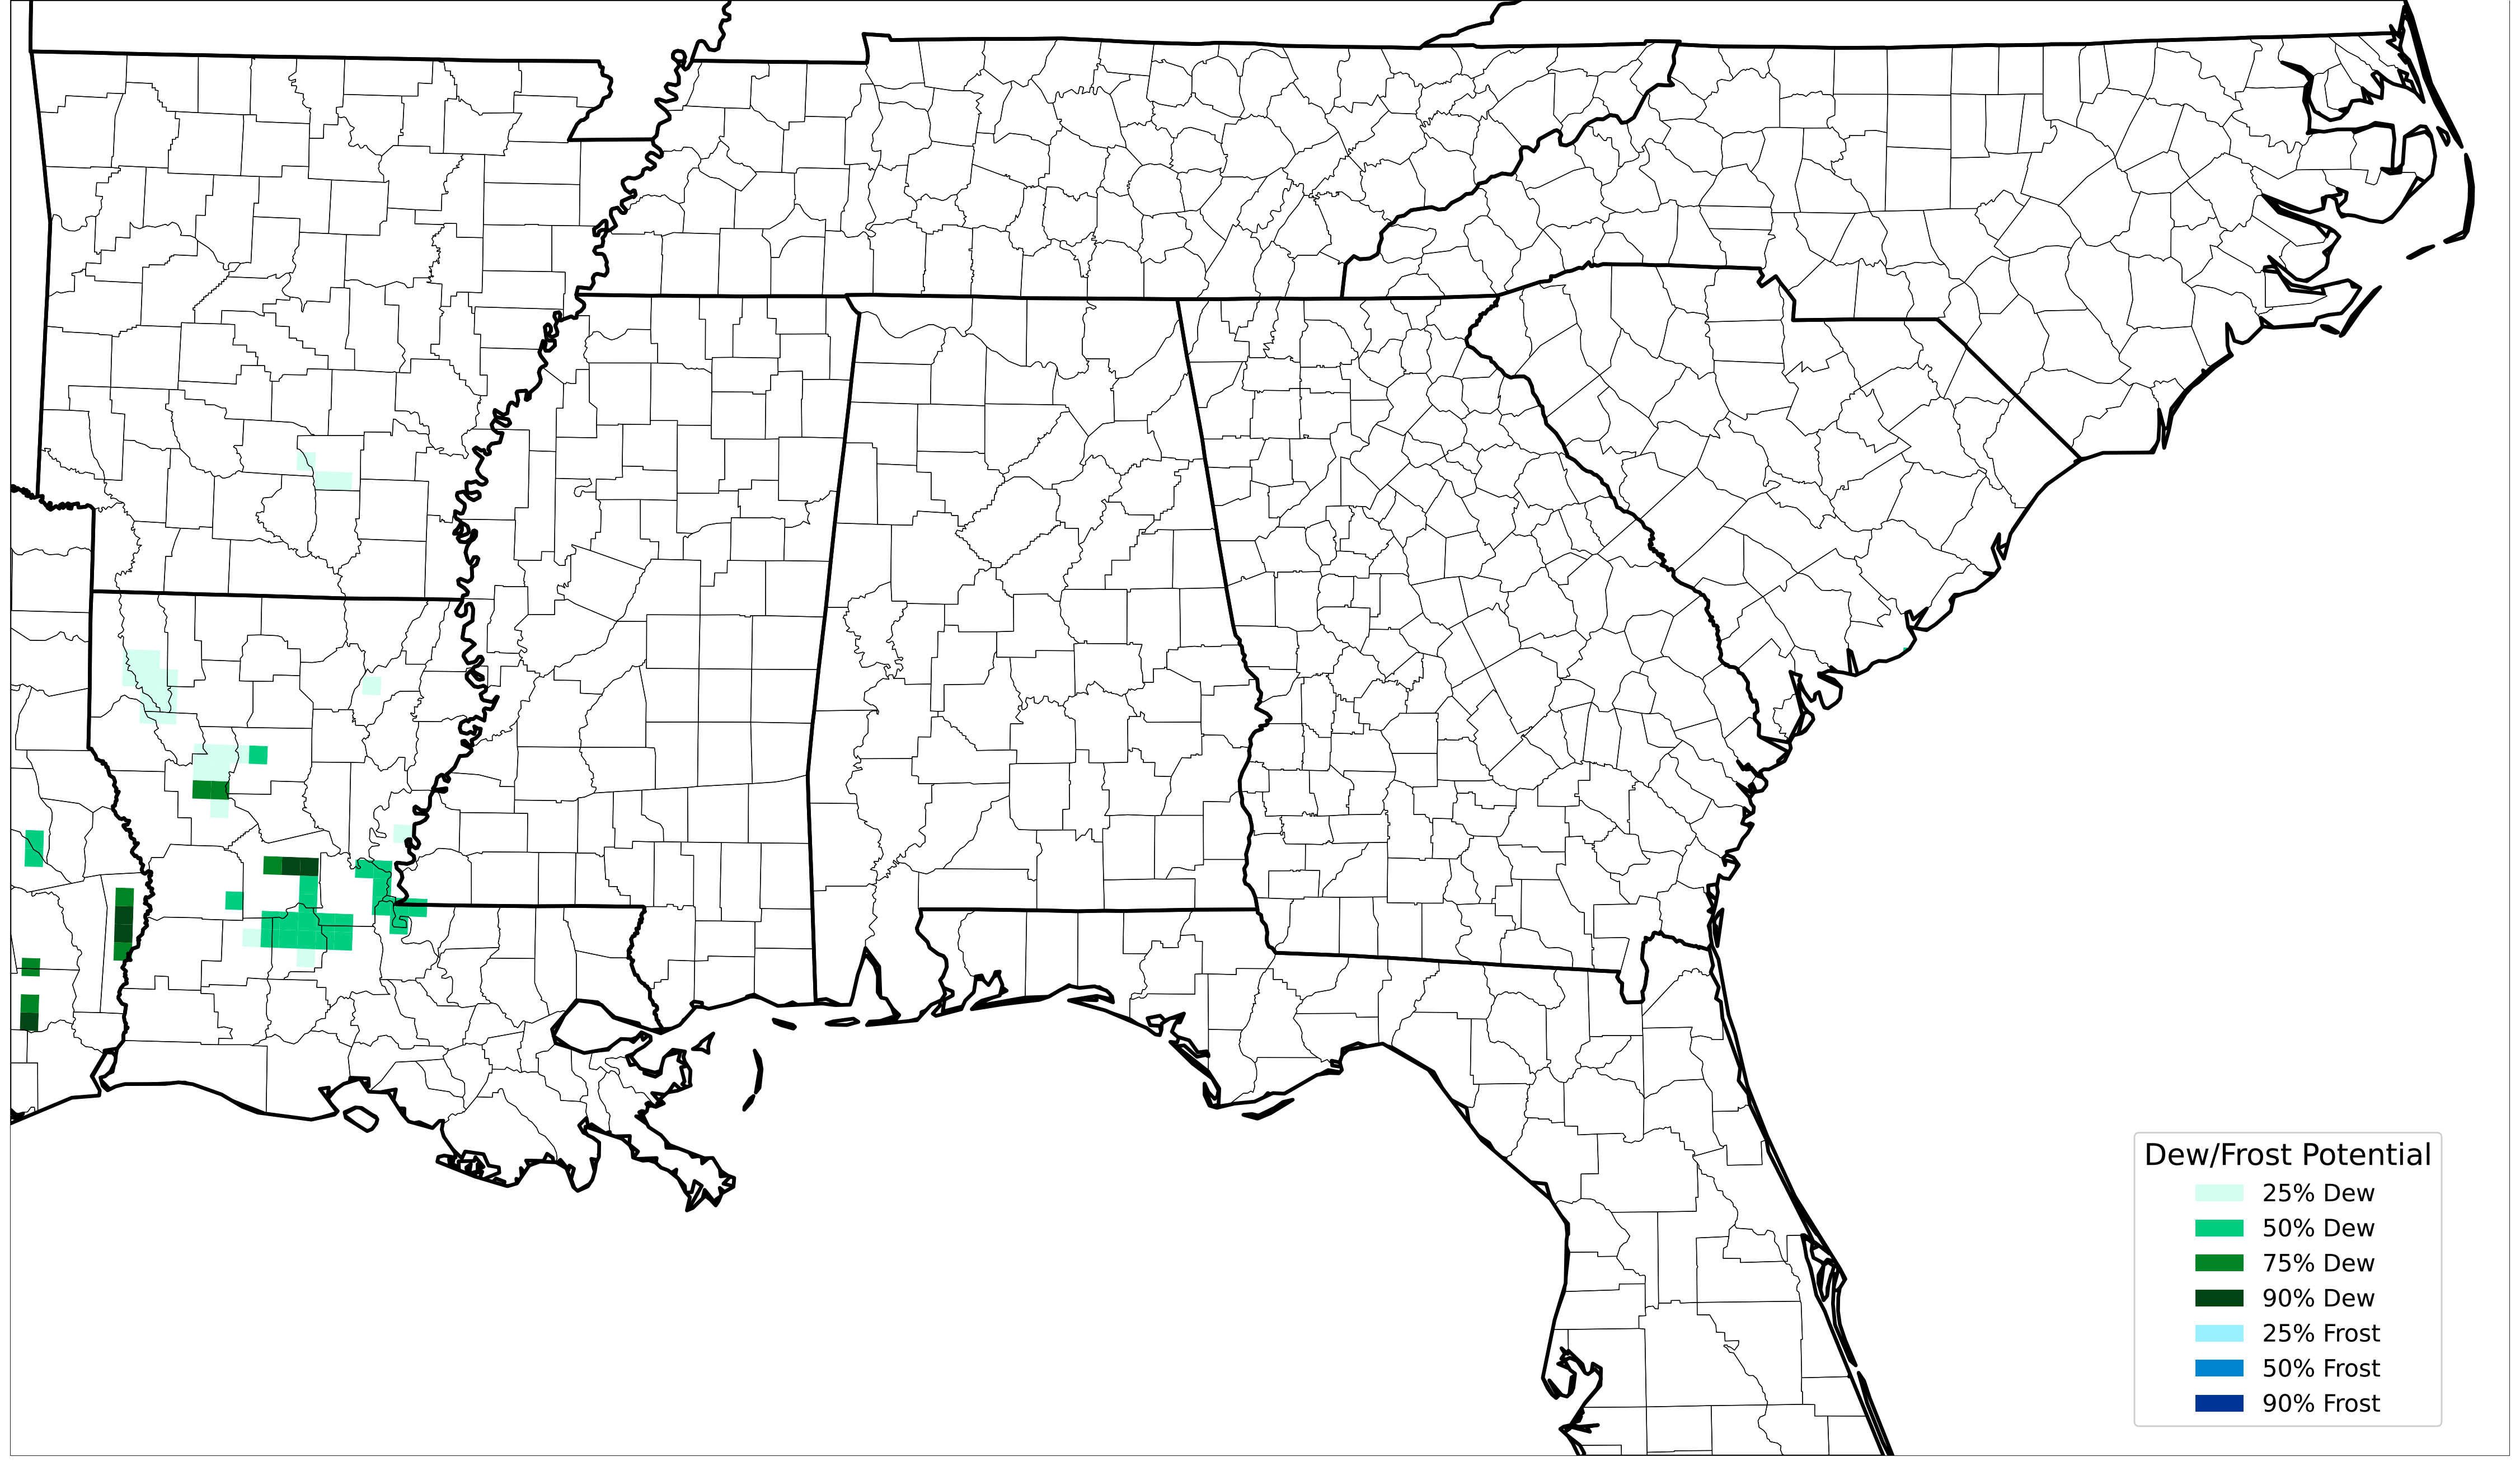 Dew/Frost Potential
25% Dew
50% Dew
75% Dew
90% Dew
25% Frost
50% Frost
90% Frost